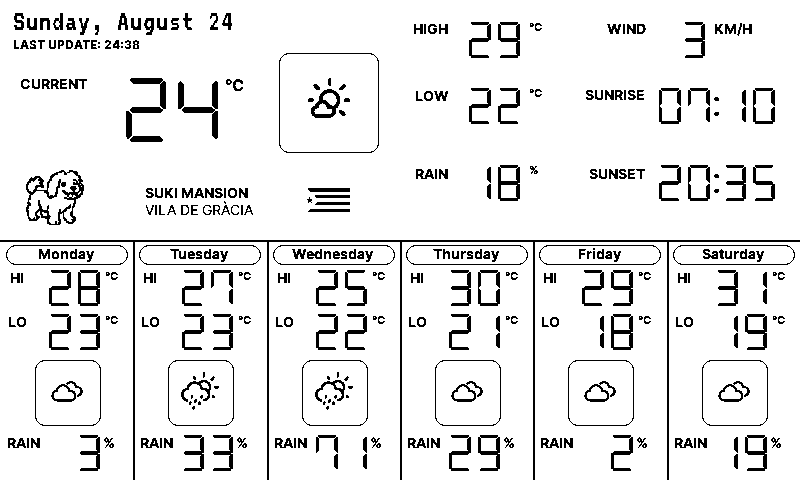 Sunday, August 24
LAST UPDATE: 24:38
CURRENT 24 °C
HIGH 29 °C
WIND 3 KM/H
LOW 22 °C
SUNRISE 07:10
RAIN 18 %
SUNSET 20:35
SUKI MANSION
VILA DE GRÀCIA
Monday
HI 28 °C
LO 23 °C
RAIN 3 %
Tuesday
HI 27 °C
LO 23 °C
RAIN 33 %
Wednesday
HI 25 °C
LO 22 °C
RAIN 71 %
Thursday
HI 30 °C
LO 21 °C
RAIN 29 %
Friday
HI 29 °C
LO 18 °C
RAIN 2 %
Saturday
HI 31 °C
LO 19 °C
RAIN 19 %